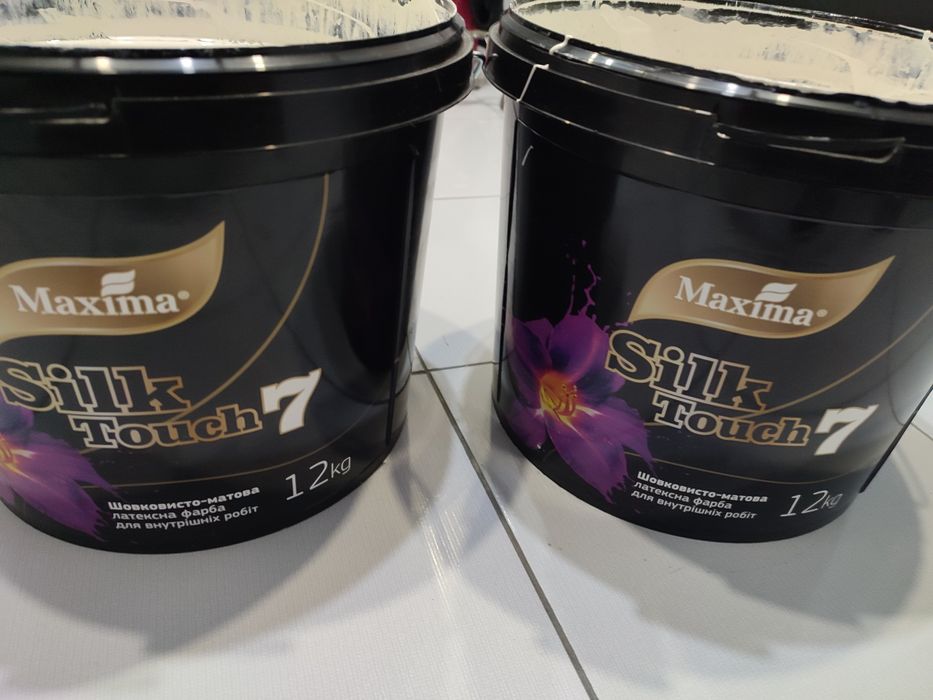 Maxima®
Silk
Touch 7
12kg
Шовковисто-матова
латексна фарба
для внутрішніх робіт
Maxima®
Silk
Touch 7
Шовковисто-матова
латексна фарба
для внутрішніх робіт
12kg